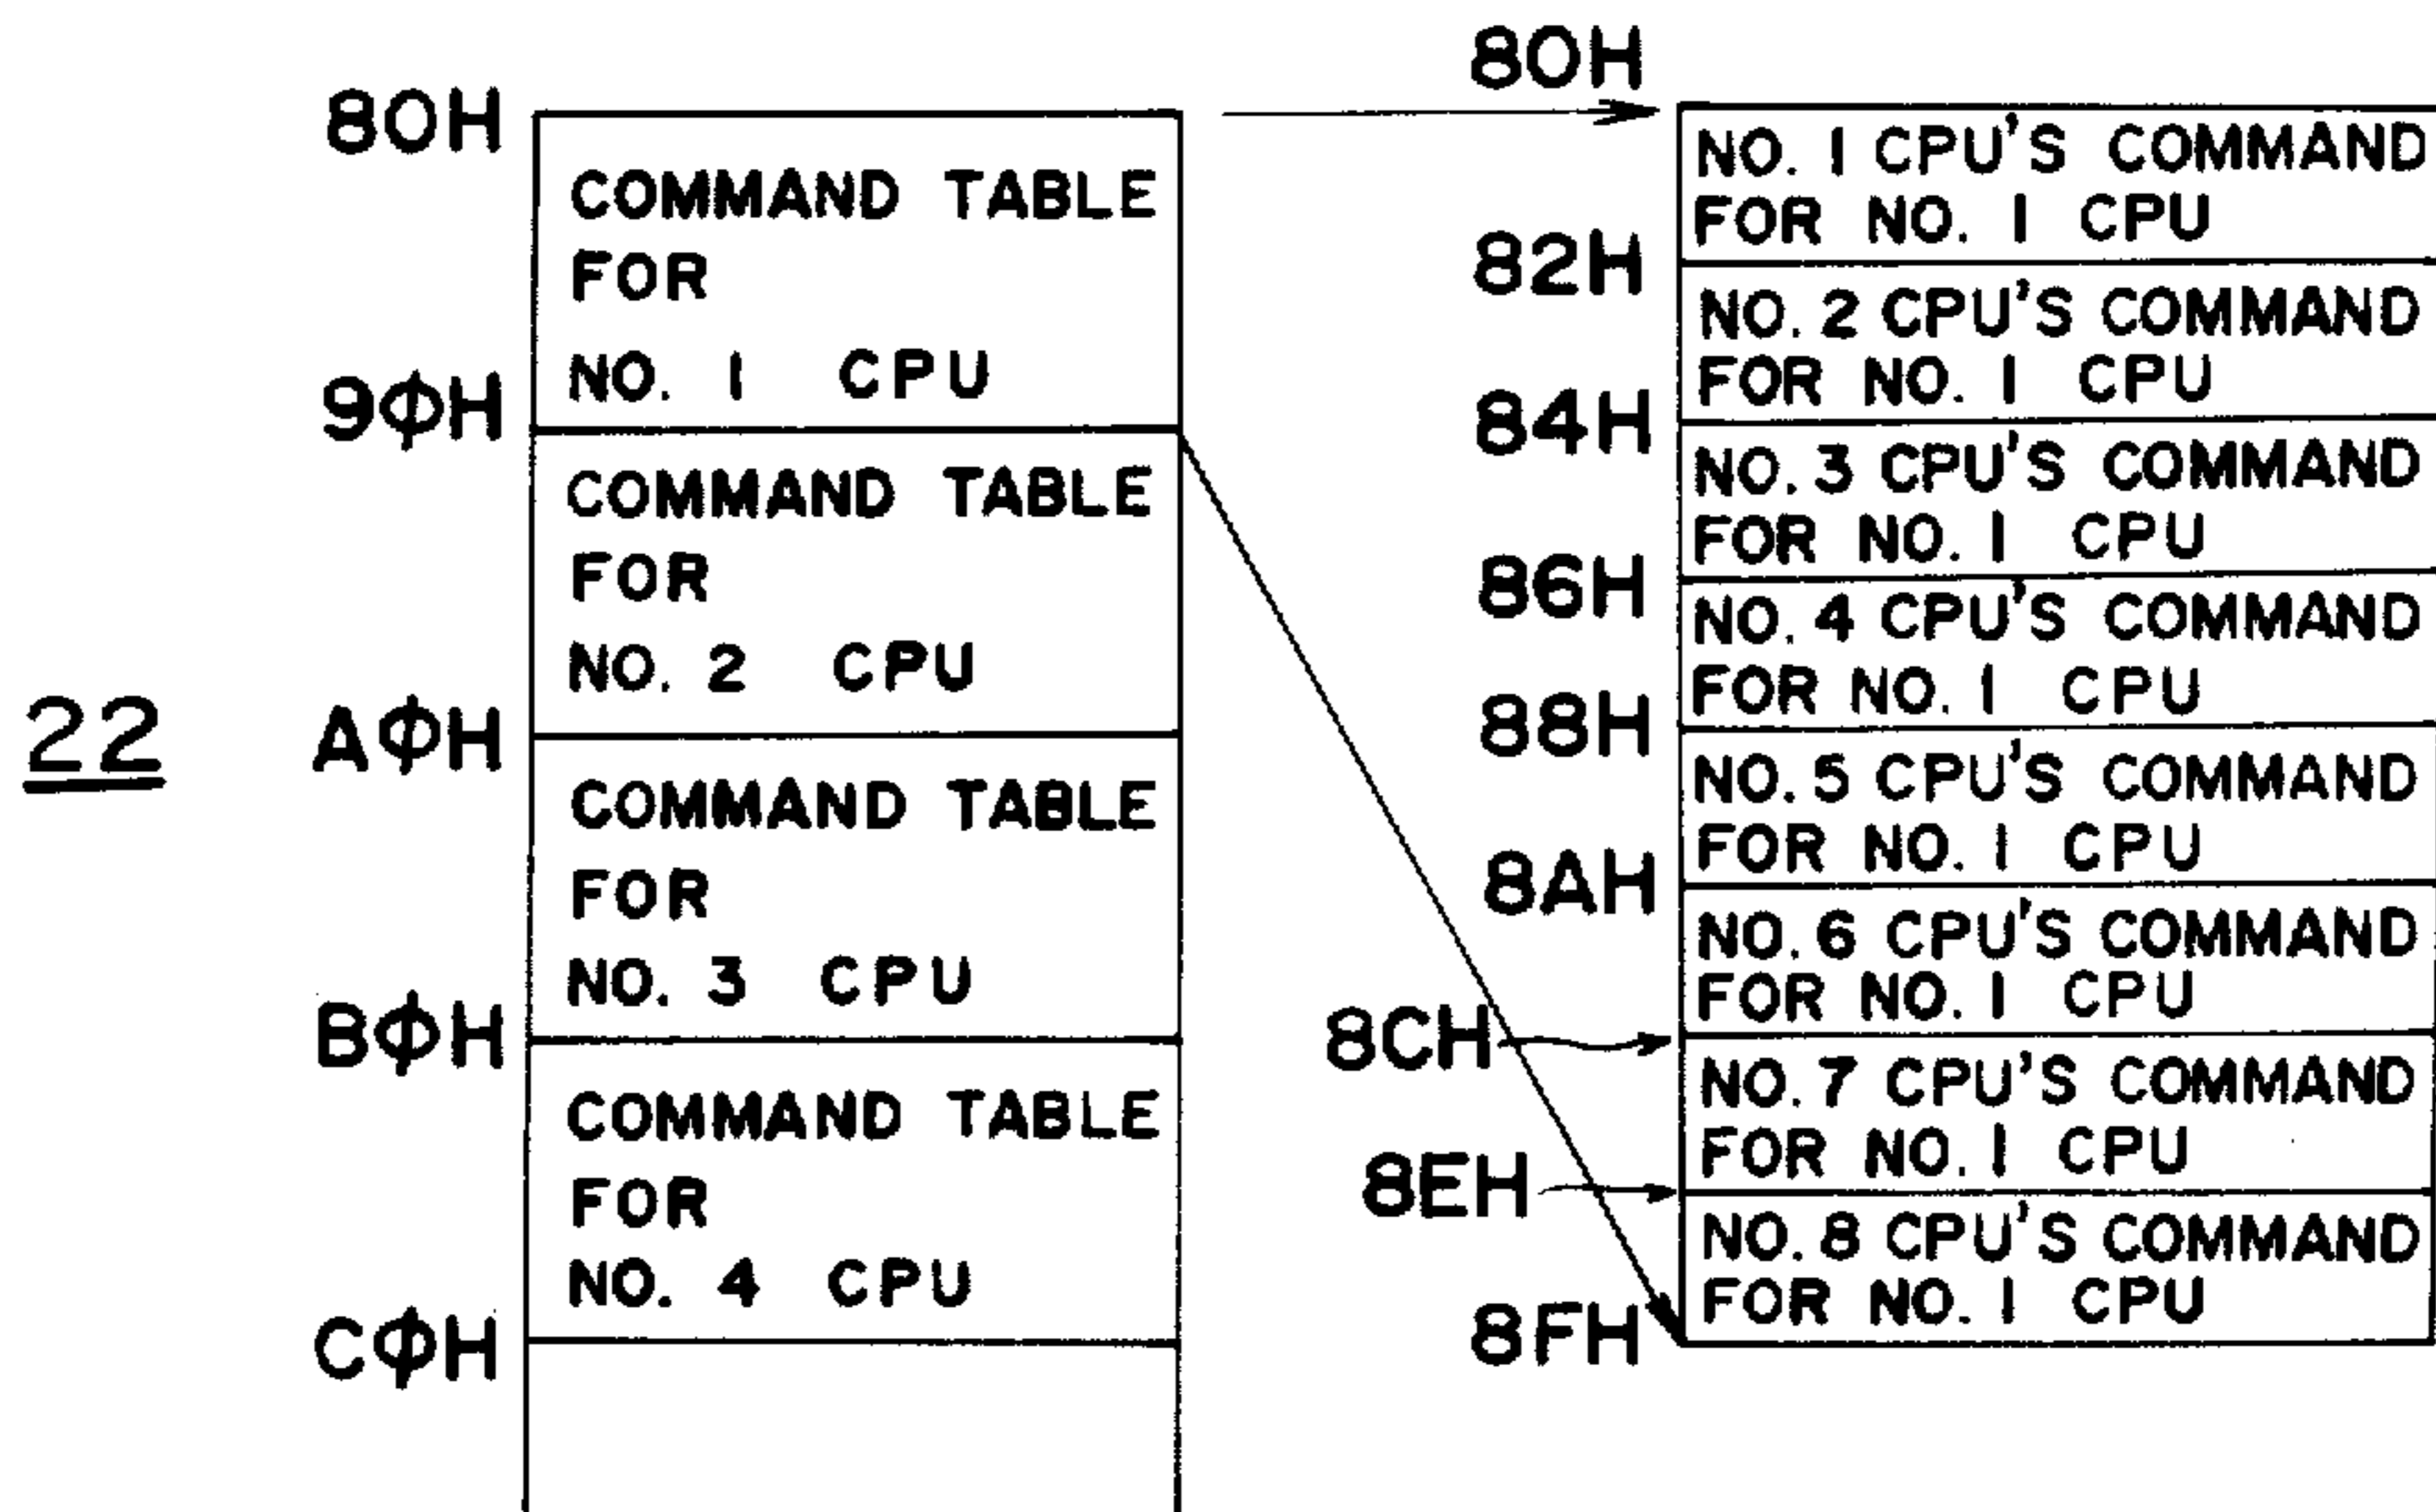 22
80H
COMMAND TABLE
FOR
NO. 1 CPU
9ΦH
COMMAND TABLE
FOR
NO. 2 CPU
AΦH
COMMAND TABLE
FOR
NO. 3 CPU
BΦH
COMMAND TABLE
FOR
NO. 4 CPU
CΦH
80H
NO. 1 CPU'S COMMAND
FOR NO. 1 CPU
82H
NO. 2 CPU'S COMMAND
FOR NO. 1 CPU
84H
NO. 3 CPU'S COMMAND
FOR NO. 1 CPU
86H
NO. 4 CPU'S COMMAND
FOR NO. 1 CPU
88H
NO. 5 CPU'S COMMAND
FOR NO. 1 CPU
8AH
NO. 6 CPU'S COMMAND
FOR NO. 1 CPU
8CH
NO. 7 CPU'S COMMAND
FOR NO. 1 CPU
8EH
NO. 8 CPU'S COMMAND
FOR NO. 1 CPU
8FH